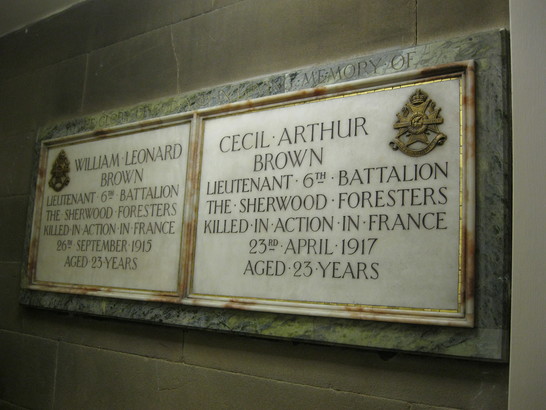 IN·MEMORY·OF
WILLIAM·LEONARD
BROWN
LIEUTENANT·6TH·BATTALION
THE·SHERWOOD·FORESTERS
KILLED·IN·ACTION·IN·FRANCE
26TH·SEPTEMBER·1915
AGED·23·YEARS
CECIL·ARTHUR
BROWN
LIEUTENANT·6TH·BATTALION
THE·SHERWOOD·FORESTERS
KILLED·IN·ACTION·IN·FRANCE
23RD·APRIL·1917
AGED·23·YEARS